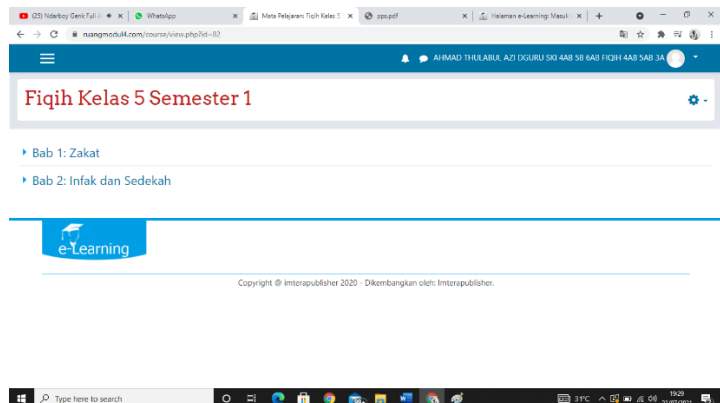 (25) Ndarboy Genk Full A
WhatsApp
Mata Pelajaran: Fiqih Kelas 5
pps.pdf
Halaman e-Learning: Masuk
ruangmodul4.com/course/view.php?id=82
AHMAD THULABUL AZI DGURU SKI 4AB 5B 6AB FIQIH 4AB 5AB 3A
Fiqih Kelas 5 Semester 1
Bab 1: Zakat
Bab 2: Infak dan Sedekah
e-Learning
Copyright @ imterapublisher 2020 - Dikembangkan oleh: Imterapublisher.
Type here to search
31°C
19:29
21/07/2021